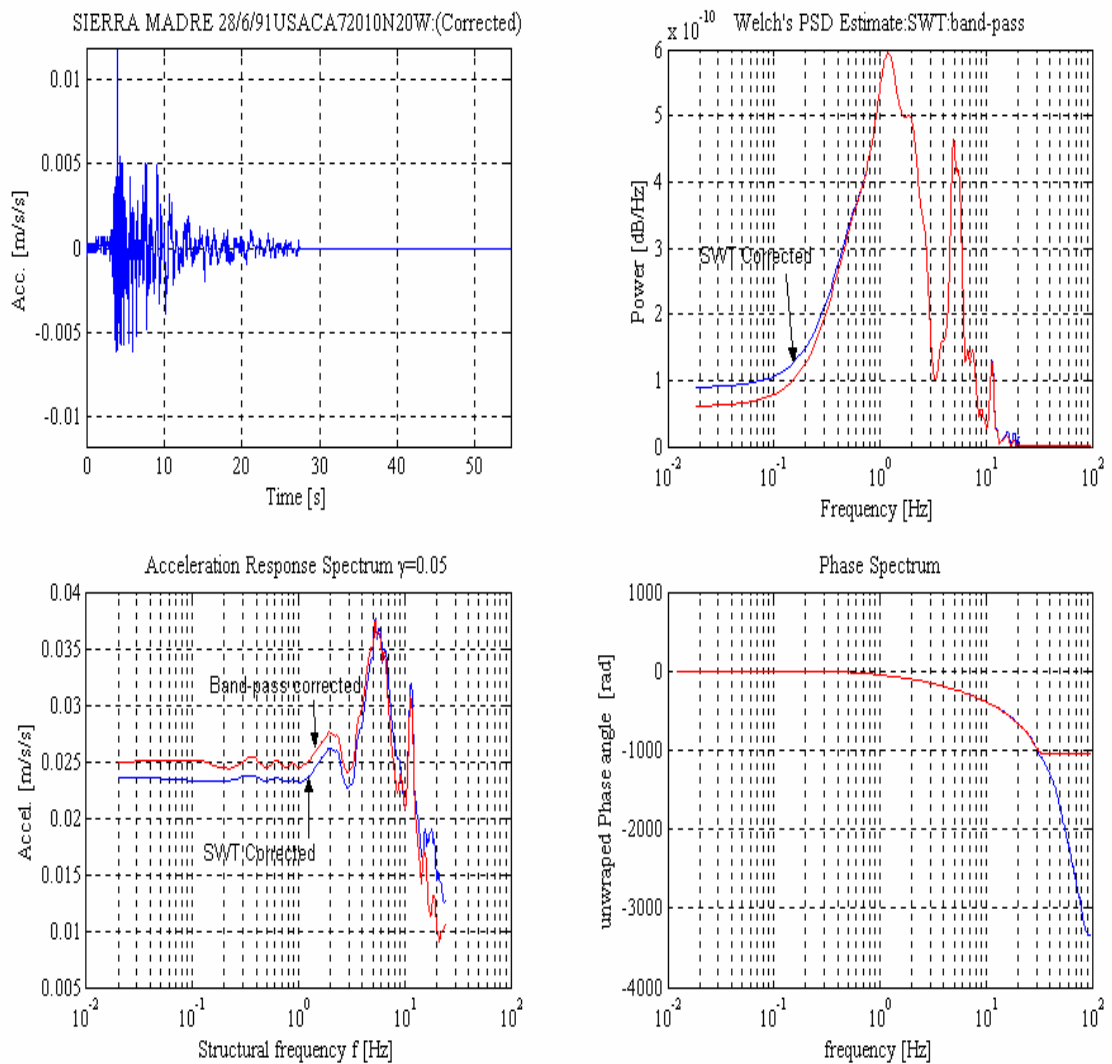 SIERRA MADRE 28/6/91USACA72010N20W:(Corrected)
0.01
0.005
0
-0.005
-0.01
Acc. [m/s/s]
0 10 20 30 40 50
Time [s]
Welch's PSD Estimate:SWT:band-pass
x 10^-10
6
5
4
3
2
1
0
Power [dB/Hz]
SWT Corrected
10^-2 10^-1 10^0 10^1 10^2
Frequency [Hz]
Acceleration Response Spectrum γ=0.05
0.04
0.035
0.03
0.025
0.02
0.015
0.01
0.005
Accel. [m/s/s]
Band-pass corrected
SWT Corrected
10^-2 10^-1 10^0 10^1 10^2
Structural frequency f [Hz]
Phase Spectrum
1000
0
-1000
-2000
-3000
-4000
unwraped Phase angle [rad]
10^-2 10^-1 10^0 10^1 10^2
frequency [Hz]